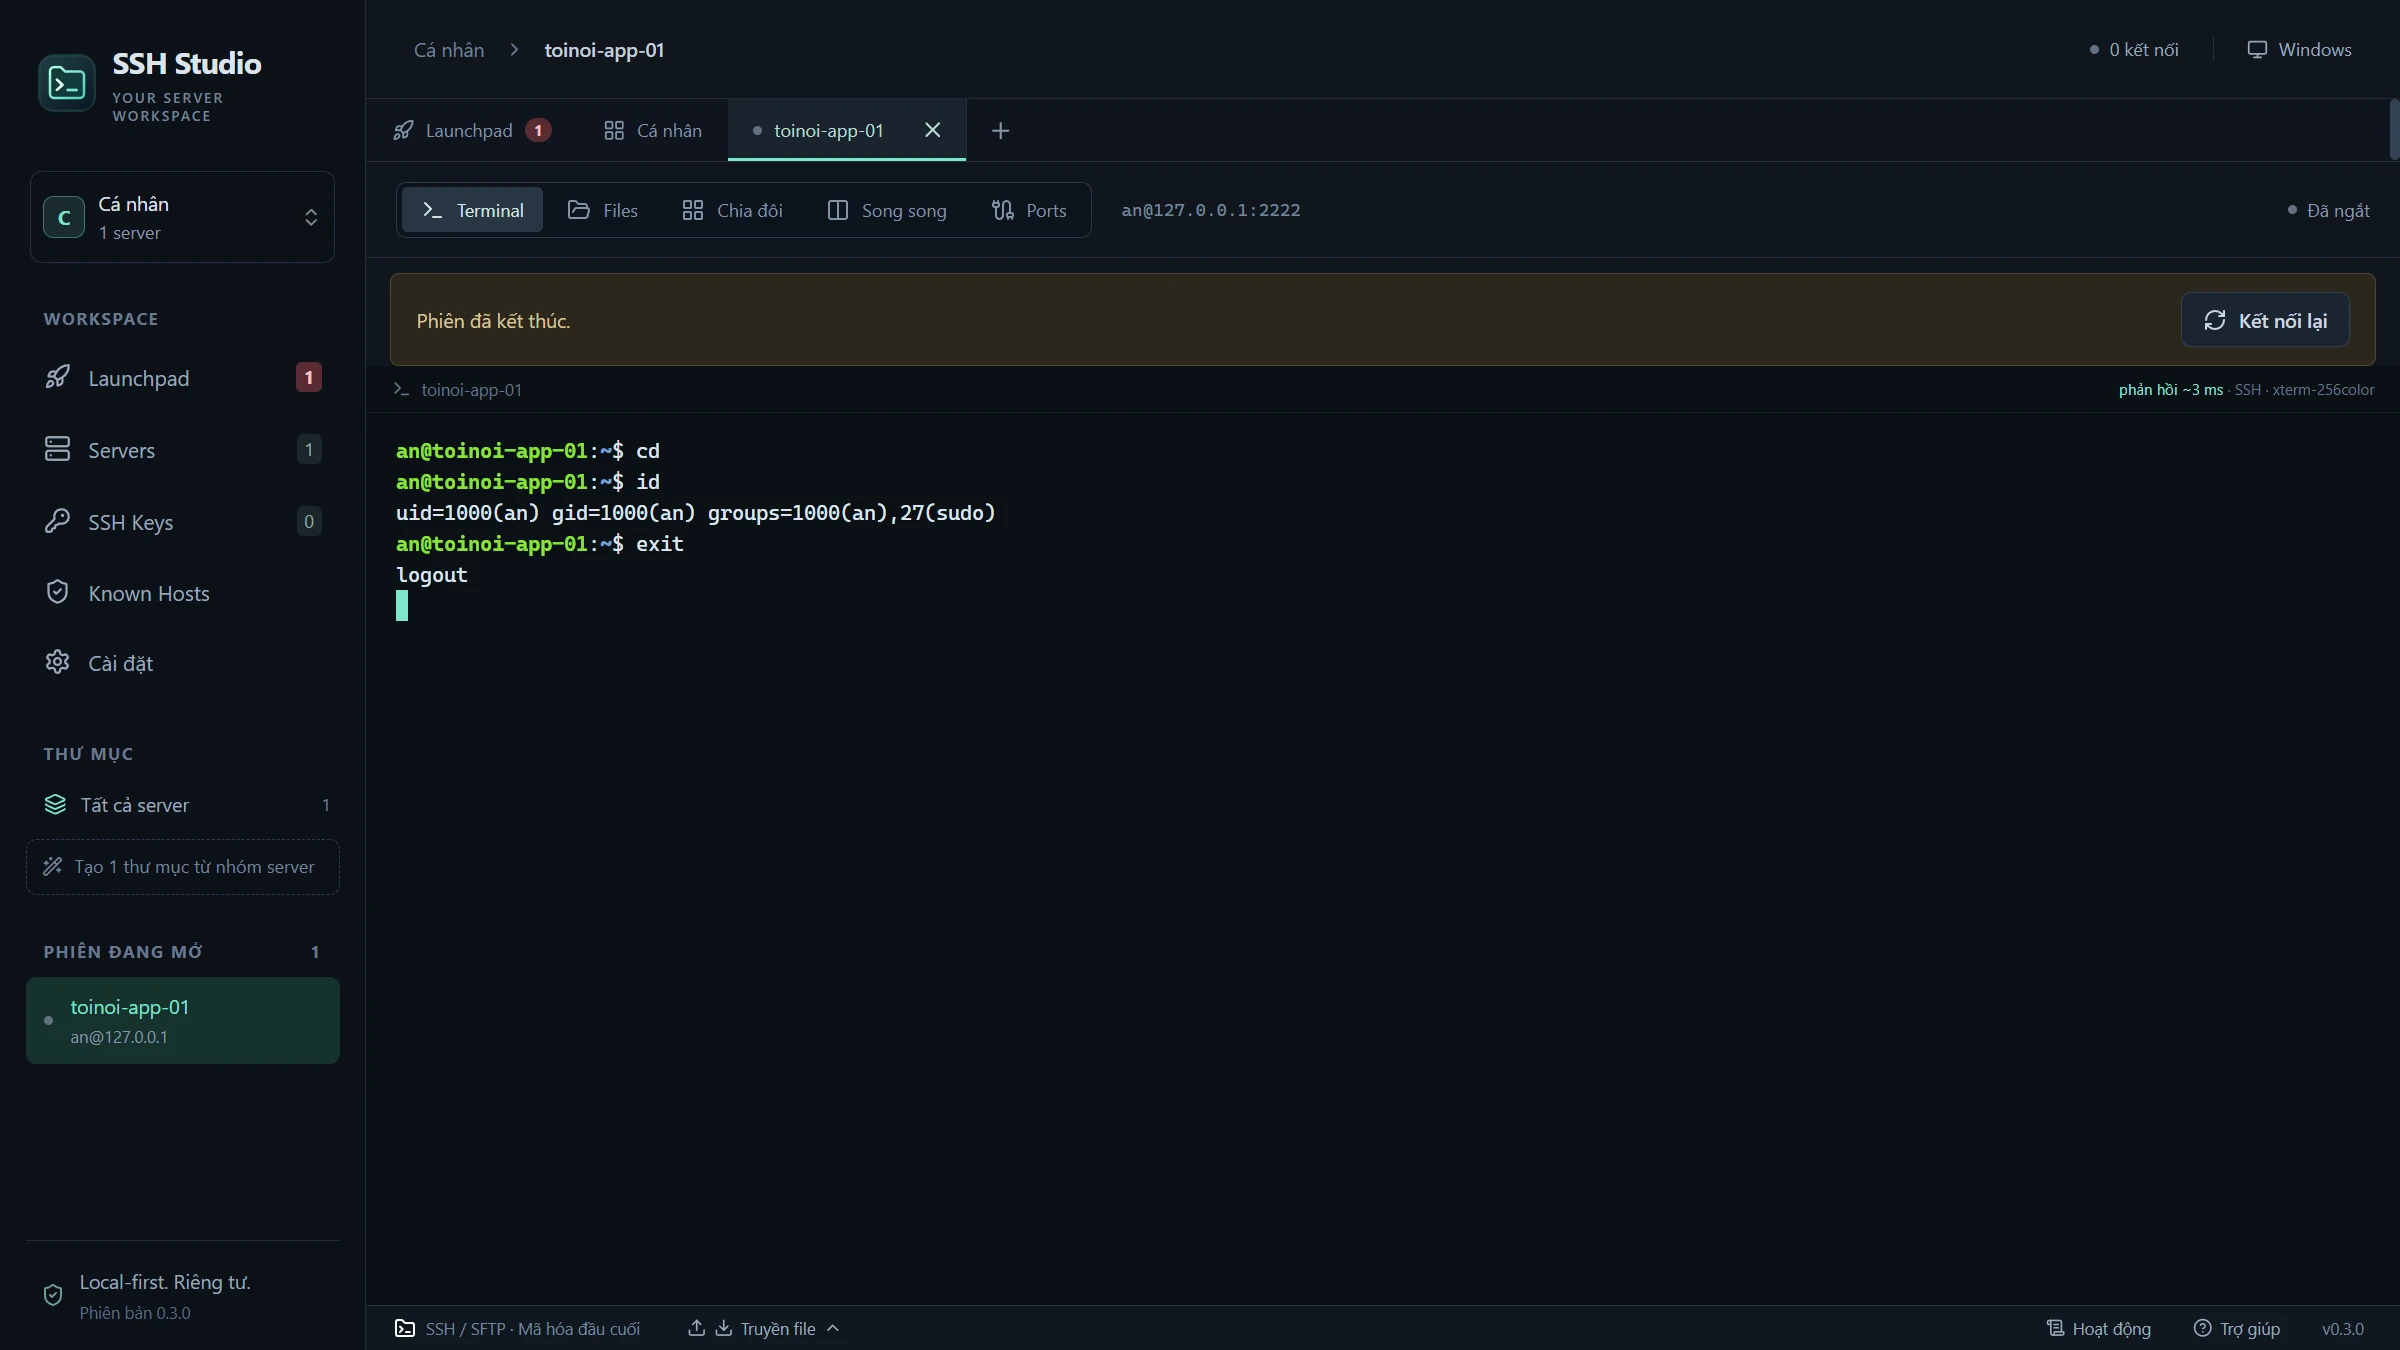 SSH Studio
YOUR SERVER
WORKSPACE
C
Cá nhân
1 server
WORKSPACE
Launchpad 1
Servers 1
SSH Keys 0
Known Hosts
Cài đặt
THƯ MỤC
Tất cả server 1
Tạo 1 thư mục từ nhóm server
PHIÊN ĐANG MỞ 1
toinoi-app-01
an@127.0.0.1
Local-first. Riêng tư.
Phiên bản 0.3.0
Cá nhân > toinoi-app-01
0 kết nối
Windows
Launchpad 1
Cá nhân
toinoi-app-01
Terminal
Files
Chia đôi
Song song
Ports
an@127.0.0.1:2222
Đã ngắt
Phiên đã kết thúc.
Kết nối lại
toinoi-app-01
phản hồi ~3 ms · SSH · xterm-256color
an@toinoi-app-01:~$ cd
an@toinoi-app-01:~$ id
uid=1000(an) gid=1000(an) groups=1000(an),27(sudo)
an@toinoi-app-01:~$ exit
logout
SSH / SFTP · Mã hóa đầu cuối
Truyền file
Hoạt động
Trợ giúp
v0.3.0